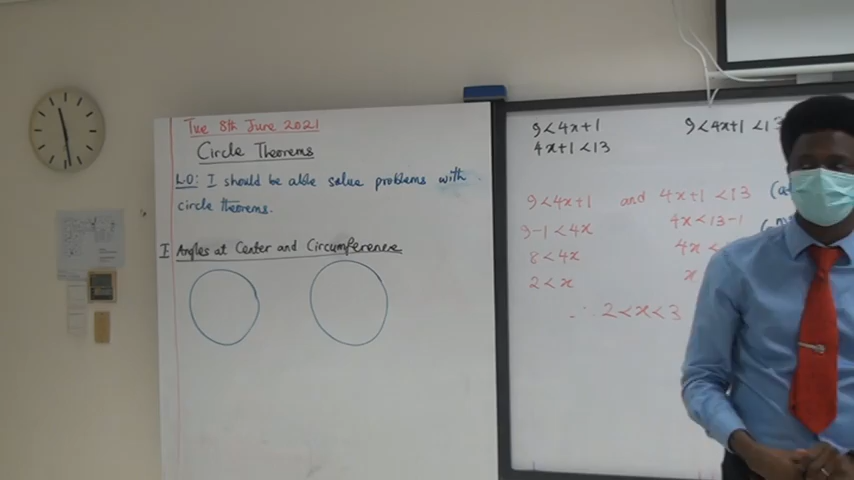 Tue 8th June 2021
Circle Theorems
L.O: I should be able solve problems with
circle theorems.
I Angles at Center and Circumference
9<4x+1
4x+1<13
9<4x+1<13
9<4x+1 and 4x+1<13
9-1<4x 4x<13-1
8<4x 4x<
2<x x
∴ 2<x<3